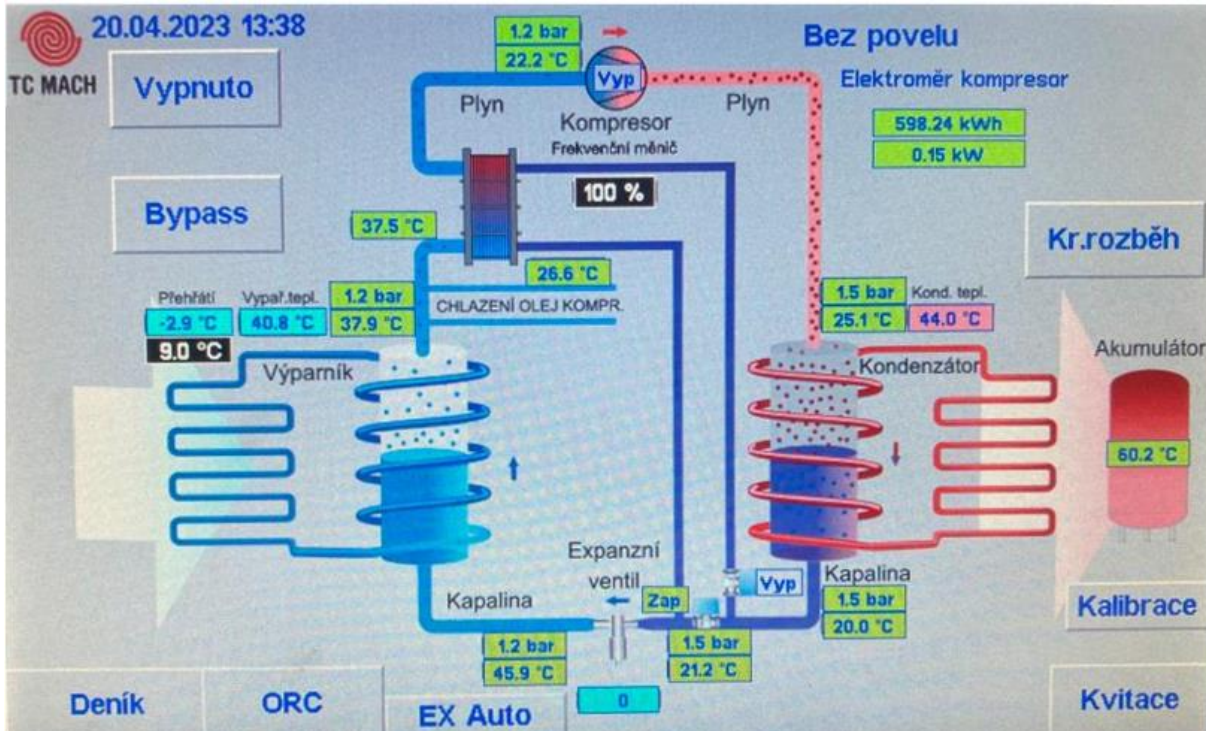 20.04.2023 13:38
TC MACH
Vypnuto
Bypass
1.2 bar
22.2 °C
Vyp
Bez povelu
Plyn
Kompresor
Plyn
Frekvenční měnič
100 %
Elektroměr kompresor
598.24 kWh
0.15 kW
Kr.rozběh
37.5 °C
26.6 °C
CHLAZENÍ OLEJ KOMPR.
Přehřátí
-2.9 °C
9.0 °C
Vypař.tepl.
40.8 °C
1.2 bar
37.9 °C
1.5 bar
25.1 °C
Kond. tepl.
44.0 °C
Výparník
Kondenzátor
Akumulátor
60.2 °C
Expanzní
ventil
Zap
Vyp
Kapalina
Kapalina
1.5 bar
20.0 °C
1.2 bar
45.9 °C
1.5 bar
21.2 °C
0
Kalibrace
Deník
ORC
EX Auto
Kvitace